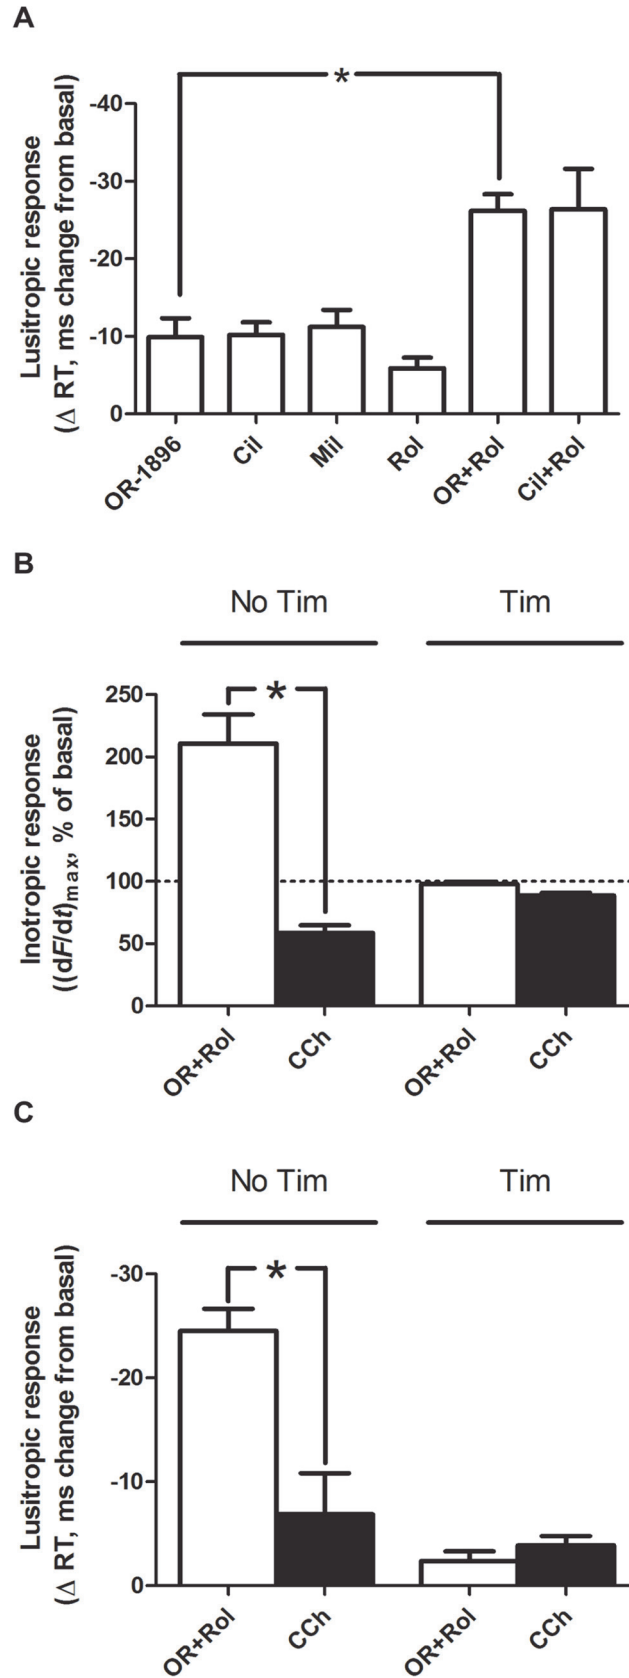 A
*
Lusitropic response
(Δ RT, ms change from basal)
-40
-30
-20
-10
0
OR-1896
Cil
Mil
Rol
OR+Rol
Cil+Rol
B
No Tim
Tim
*
Inotropic response
((dF/dt)max, % of basal)
250
200
150
100
50
0
OR+Rol
CCh
OR+Rol
CCh
C
No Tim
Tim
*
Lusitropic response
(Δ RT, ms change from basal)
-30
-20
-10
0
OR+Rol
CCh
OR+Rol
CCh